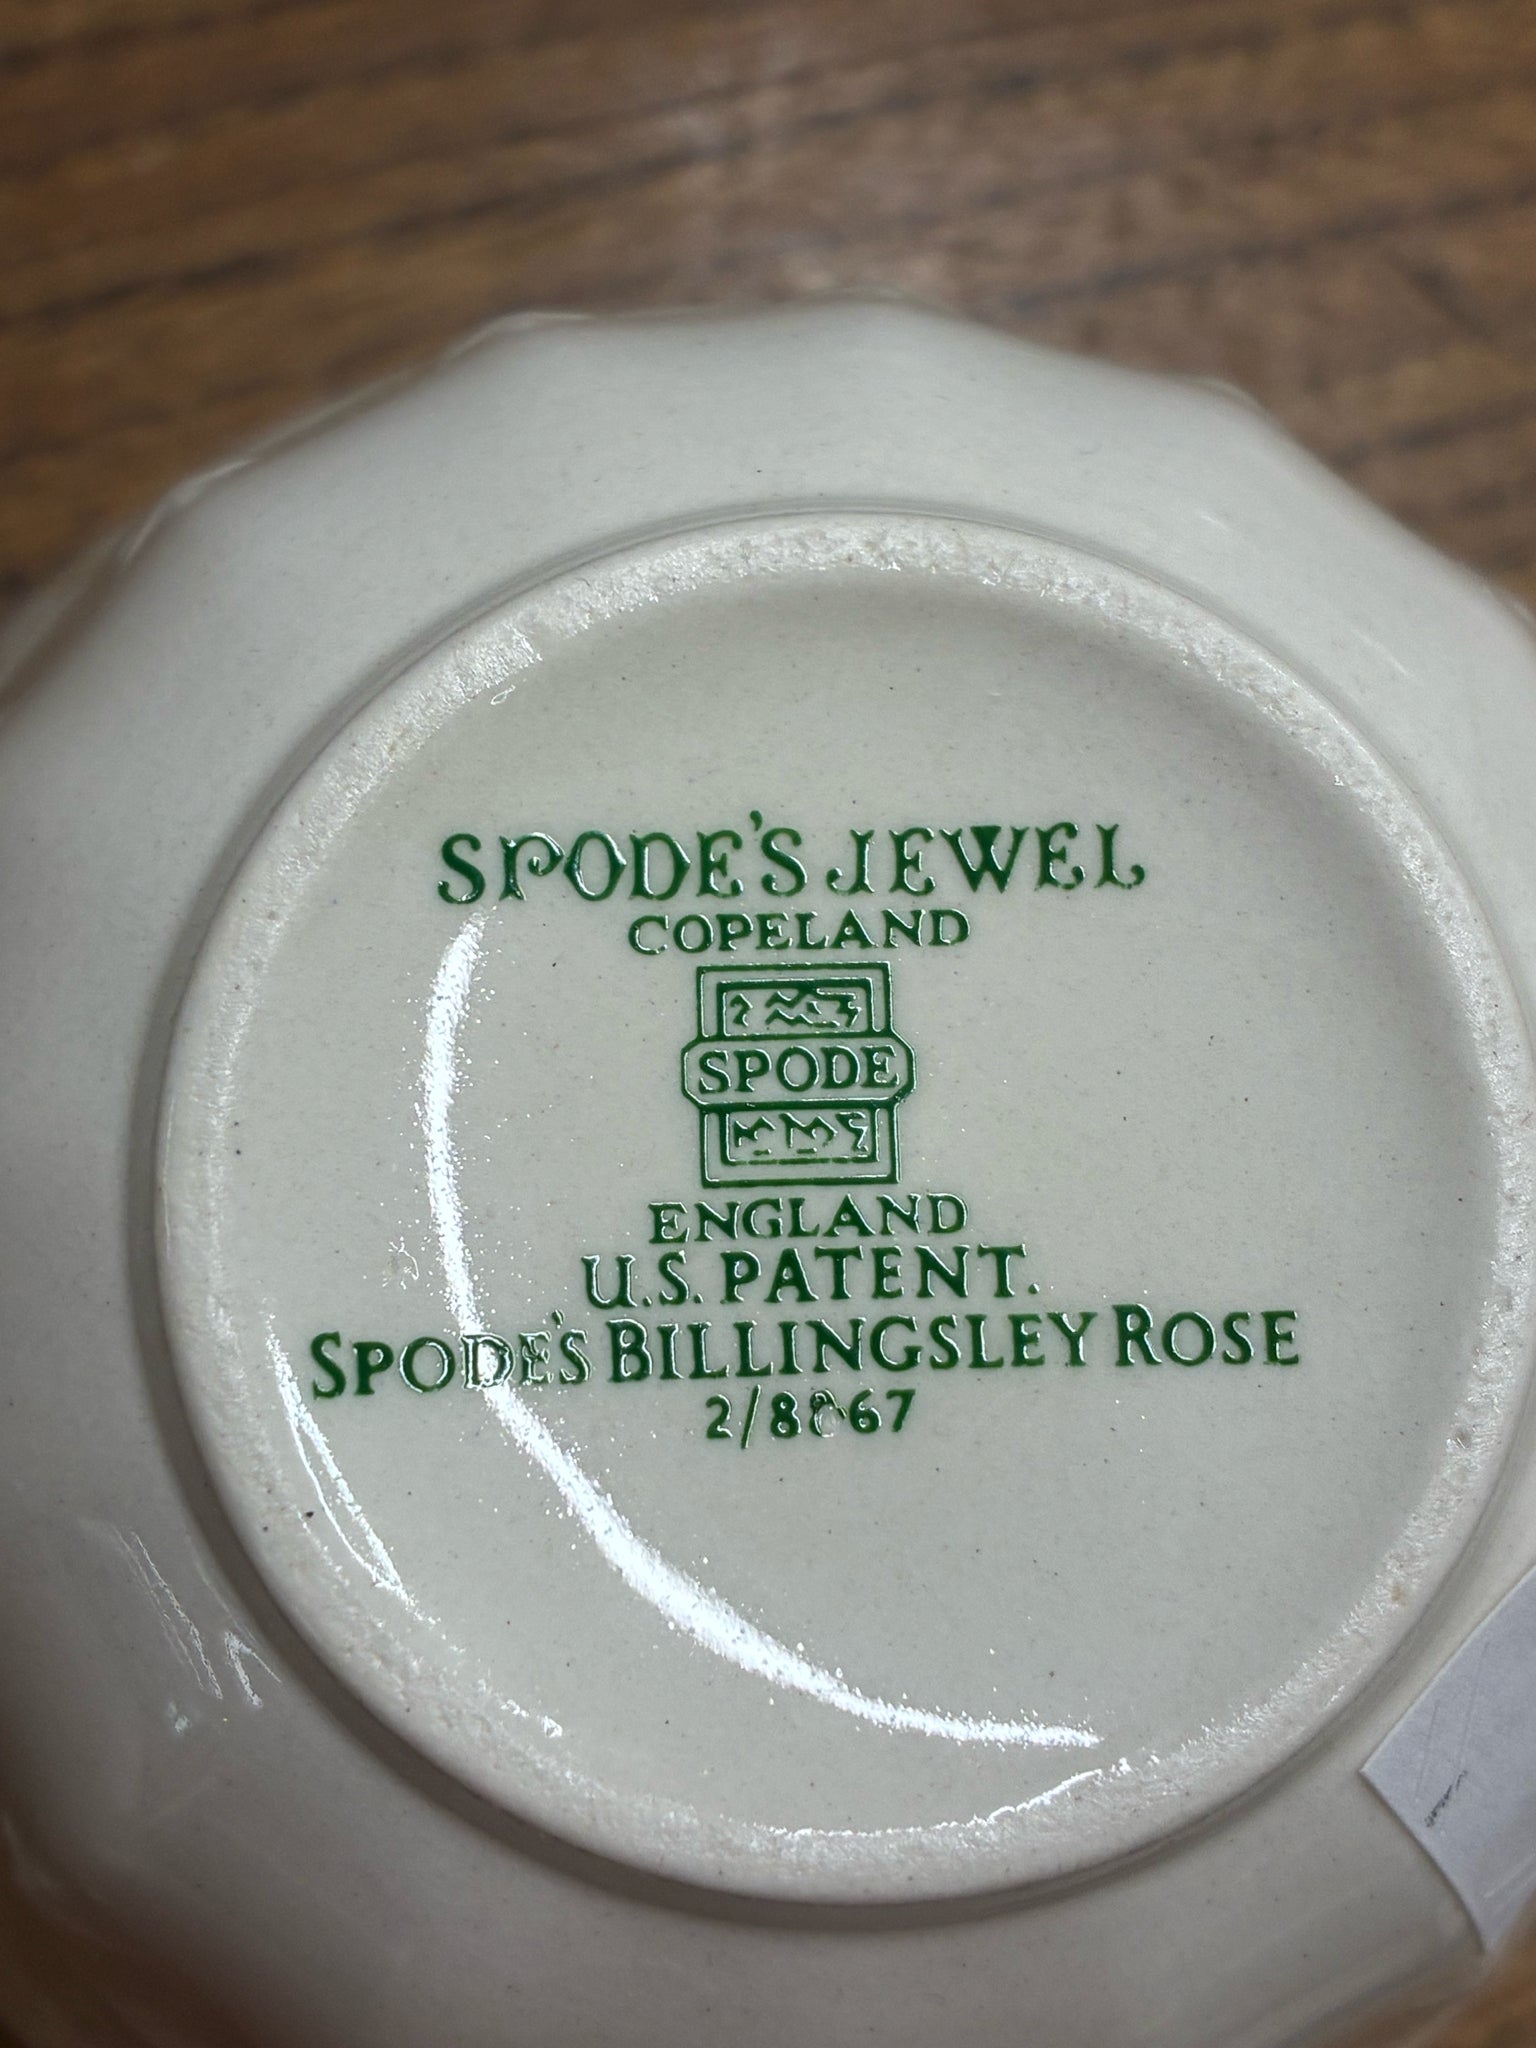 SPODE'S JEWEL
COPELAND
SPODE
ENGLAND
U.S. PATENT.
SPODE'S BILLINGSLEY ROSE